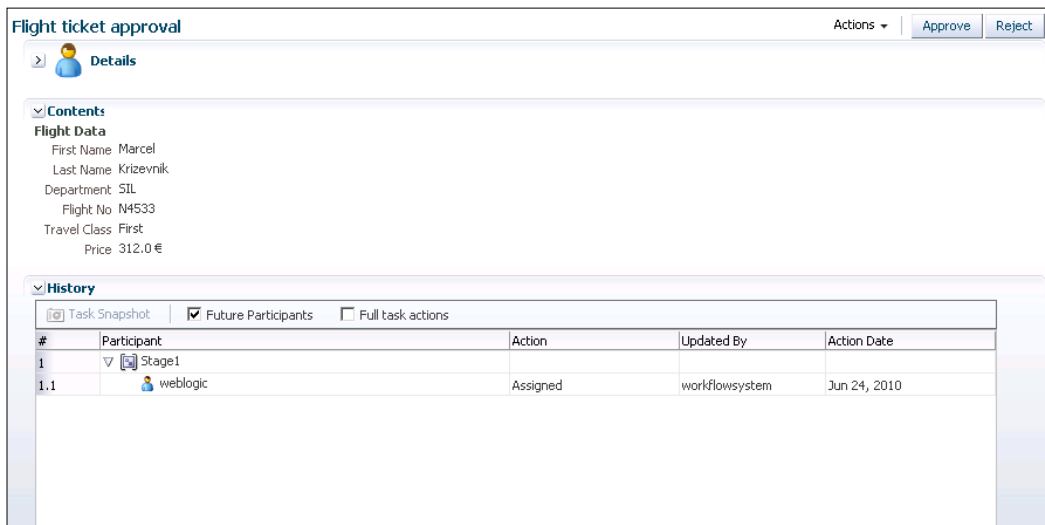 Flight ticket approval
Actions
Approve
Reject
Details
Contents
Flight Data
First Name Marcel
Last Name Krizevnik
Department SIL
Flight No N4533
Travel Class First
Price 312.0 €
History
Task Snapshot
Future Participants
Full task actions
# Participant Action Updated By Action Date
1 Stage1
1.1 weblogic Assigned workflowsystem Jun 24, 2010